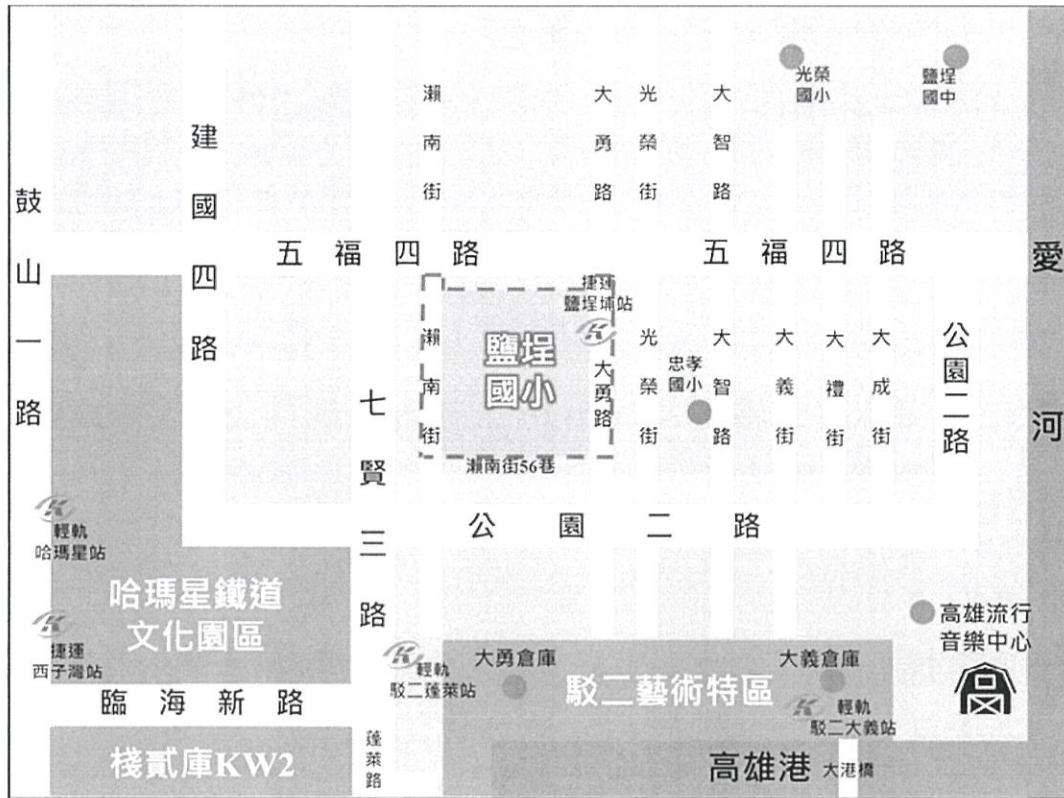 光榮
國小
鹽埕
國中
瀨南街
大勇路
光榮街
大智路
建國四路
鼓山一路
五福四路
五福四路
愛河
捷運
鹽埕埔站
鹽埕
國小
瀨南街
大勇路
光榮街
忠孝
國小
大智路
大義街
大禮街
大成街
公園二路
七賢三路
瀨南街56巷
公園二路
輕軌
哈瑪星站
哈瑪星鐵道
文化園區
捷運
西子灣站
臨海新路
棧貳庫KW2
蓬萊路
輕軌
駁二蓬萊站
大勇倉庫
駁二藝術特區
大義倉庫
輕軌
駁二大義站
高雄流行
音樂中心
高雄港
大港橋